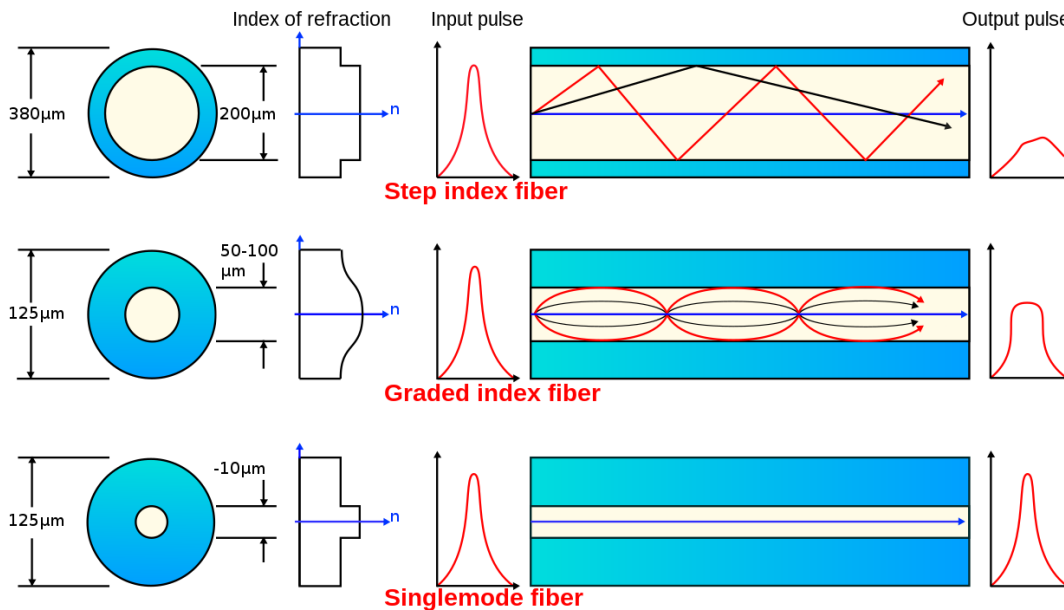 Index of refraction
Input pulse
Output pulse
380µm
200µm
n
Step index fiber
50-100
µm
125µm
n
Graded index fiber
-10µm
125µm
n
Singlemode fiber